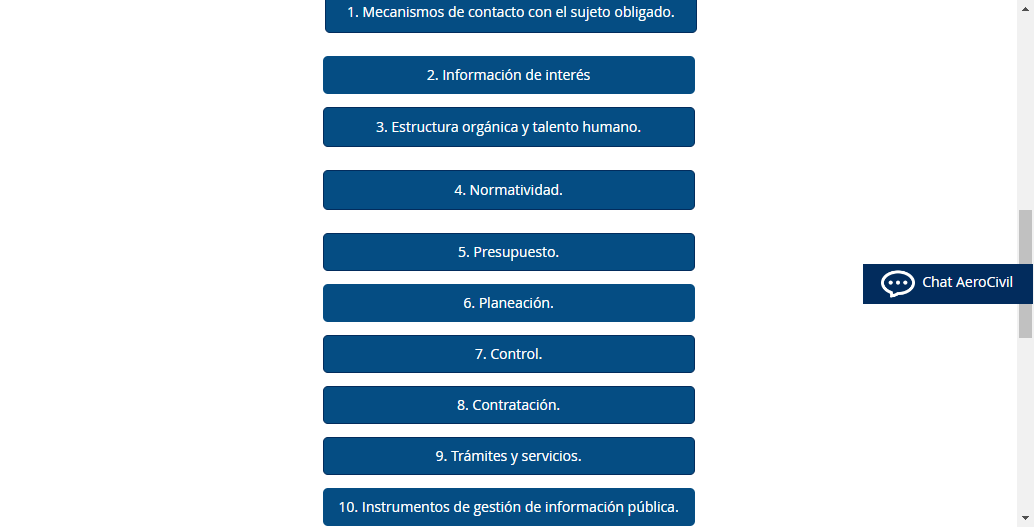 1. Mecanismos de contacto con el sujeto obligado.
2. Información de interés
3. Estructura orgánica y talento humano.
4. Normatividad.
5. Presupuesto.
Chat AeroCivil
6. Planeación.
7. Control.
8. Contratación.
9. Trámites y servicios.
10. Instrumentos de gestión de información pública.